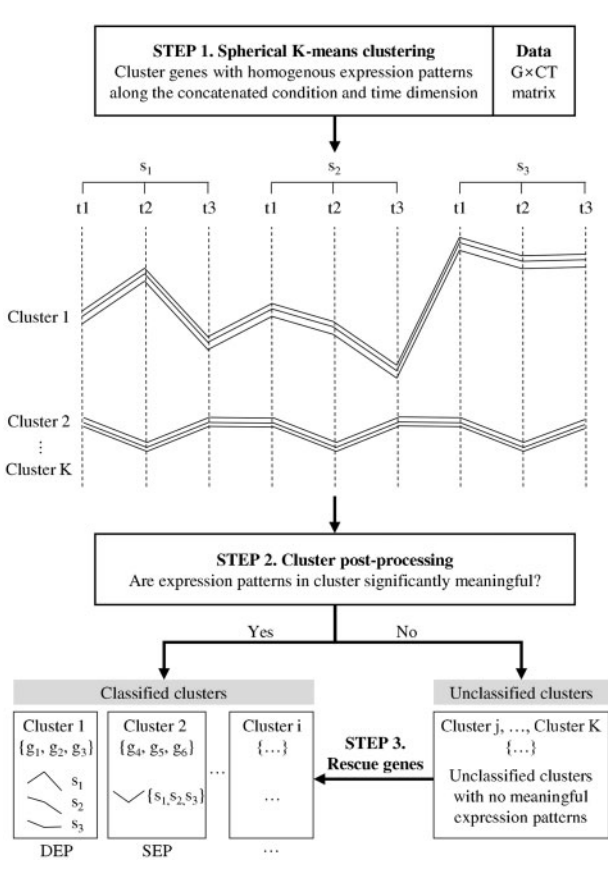 STEP 1. Spherical K-means clustering
Cluster genes with homogenous expression patterns
along the concatenated condition and time dimension
Data
G×CT
matrix
s1 s2 s3
t1 t2 t3 t1 t2 t3 t1 t2 t3
Cluster 1
Cluster 2
⋮
Cluster K
STEP 2. Cluster post-processing
Are expression patterns in cluster significantly meaningful?
Yes No
Classified clusters
Cluster 1
{g1, g2, g3}
s1
s2
s3
DEP
Cluster 2
{g4, g5, g6}
{s1,s2,s3}
SEP
...
Cluster i
{...}
...
...
STEP 3.
Rescue genes
Unclassified clusters
Cluster j, ..., Cluster K
{...}
Unclassified clusters
with no meaningful
expression patterns